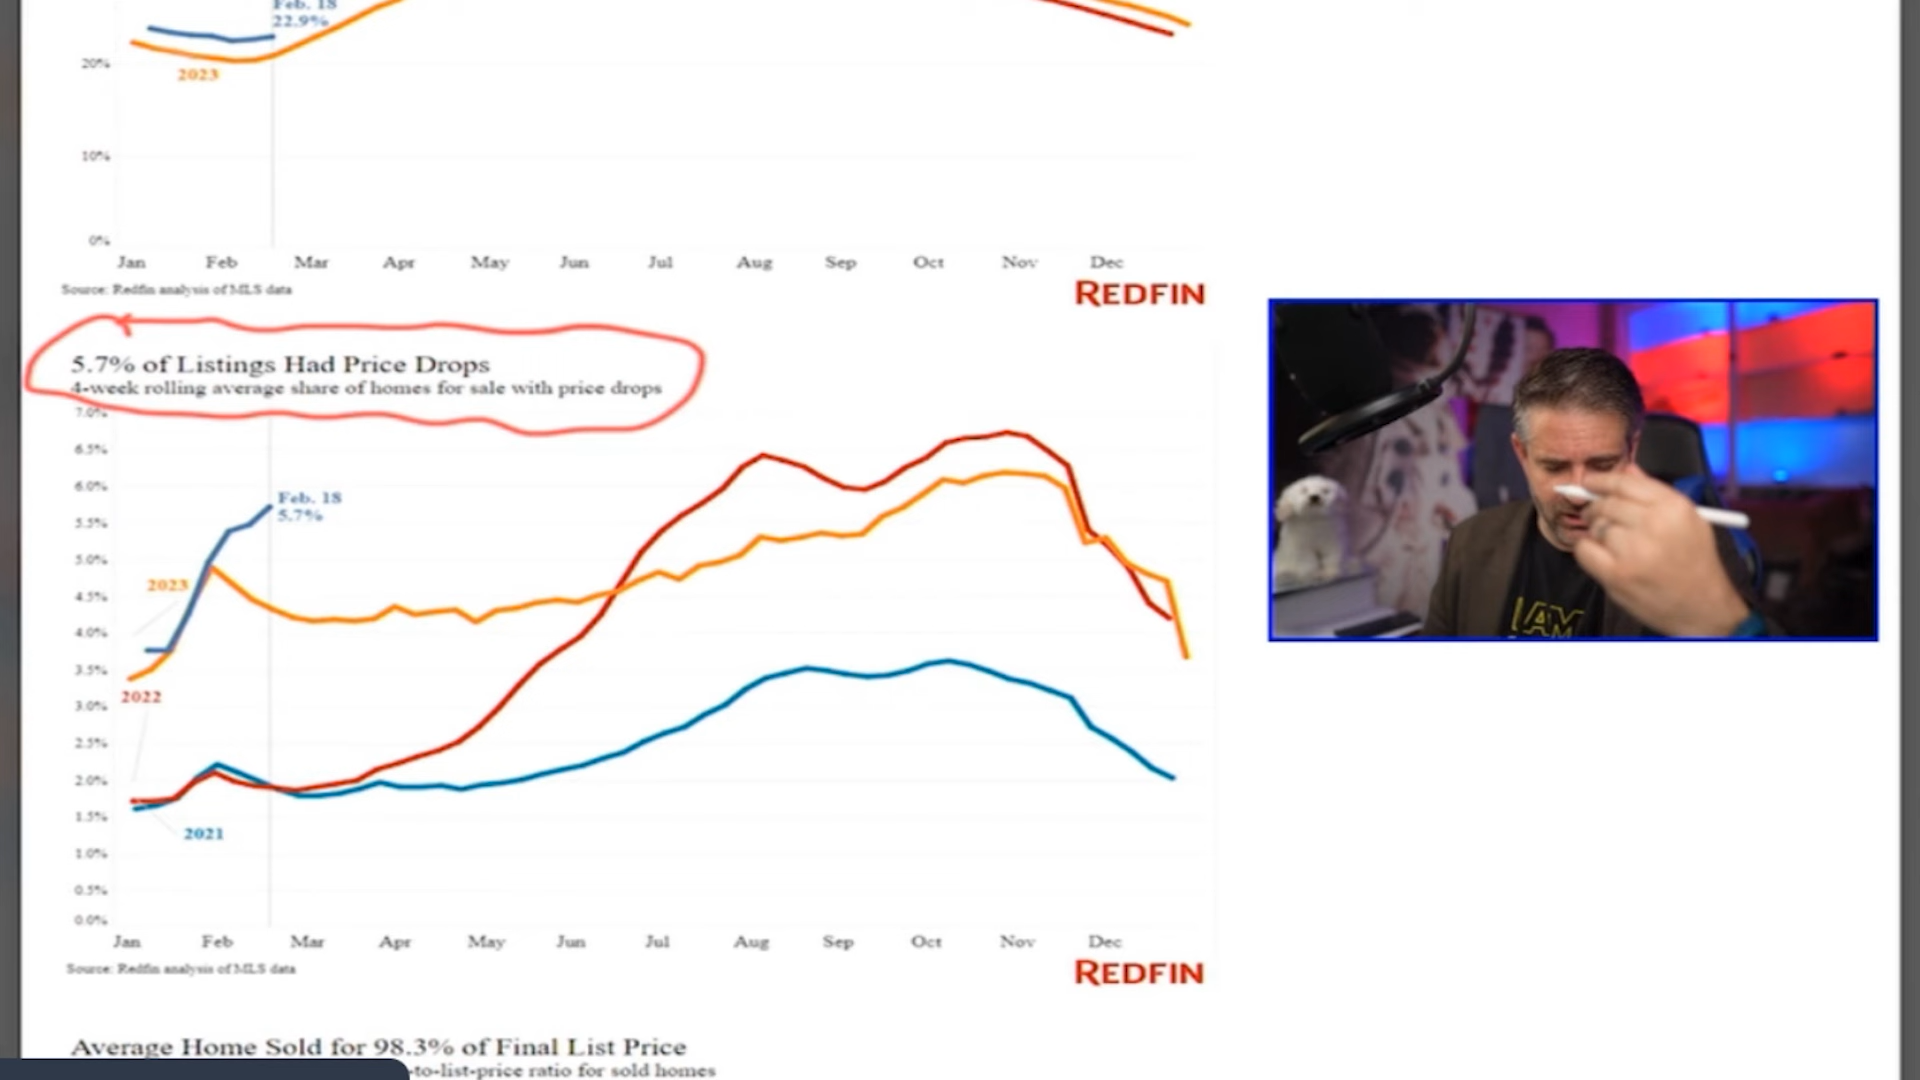 Feb. 18
22.9%
20%
2023
10%
0%
Jan Feb Mar Apr May Jun Jul Aug Sep Oct Nov Dec
Source: Redfin analysis of MLS data
REDFIN
5.7% of Listings Had Price Drops
4-week rolling average share of homes for sale with price drops
7.0%
6.5%
6.0%
Feb. 18
5.7%
5.5%
5.0%
2023
4.5%
4.0%
3.5%
2022
3.0%
2.5%
2.0%
1.5%
2021
1.0%
0.5%
0.0%
Jan Feb Mar Apr May Jun Jul Aug Sep Oct Nov Dec
Source: Redfin analysis of MLS data
REDFIN
I AM
Average Home Sold for 98.3% of Final List Price
-to-list-price ratio for sold homes